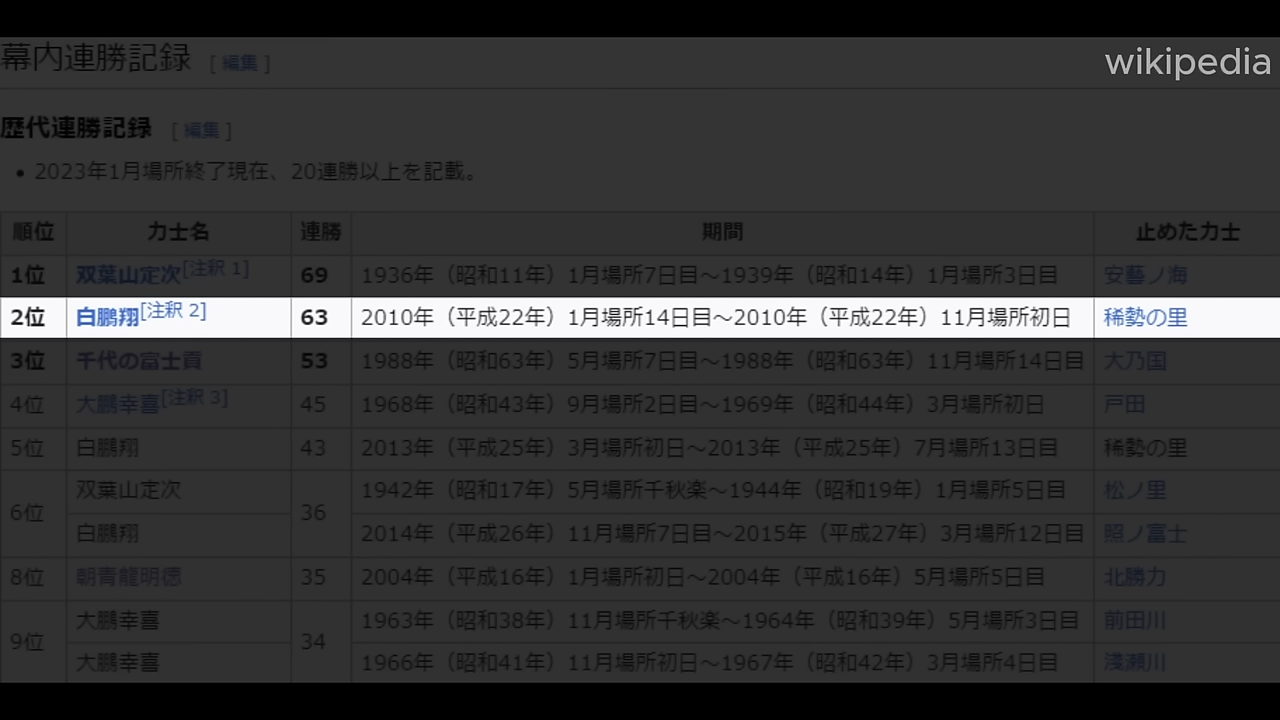 幕内連勝記録 [ 編集 ]
wikipedia
歴代連勝記録 [ 編集 ]
• 2023年1月場所終了現在、20連勝以上を記載。
順位 力士名 連勝 期間 止めた力士
1位 双葉山定次[注釈 1] 69 1936年（昭和11年）1月場所7日目～1939年（昭和14年）1月場所3日目 安藝ノ海
2位 白鵬翔[注釈 2] 63 2010年（平成22年）1月場所14日目～2010年（平成22年）11月場所初日 稀勢の里
3位 千代の富士貢 53 1988年（昭和63年）5月場所7日目～1988年（昭和63年）11月場所14日目 大乃国
4位 大鵬幸喜[注釈 3] 45 1968年（昭和43年）9月場所2日目～1969年（昭和44年）3月場所初日 戸田
5位 白鵬翔 43 2013年（平成25年）3月場所初日～2013年（平成25年）7月場所13日目 稀勢の里
6位 双葉山定次 36 1942年（昭和17年）5月場所千秋楽～1944年（昭和19年）1月場所5日目 松ノ里
白鵬翔 2014年（平成26年）11月場所7日目～2015年（平成27年）3月場所12日目 照ノ富士
8位 朝青龍明徳 35 2004年（平成16年）1月場所初日～2004年（平成16年）5月場所5日目 北勝力
9位 大鵬幸喜 34 1963年（昭和38年）11月場所千秋楽～1964年（昭和39年）5月場所3日目 前田川
大鵬幸喜 1966年（昭和41年）11月場所初日～1967年（昭和42年）3月場所4日目 淺瀬川